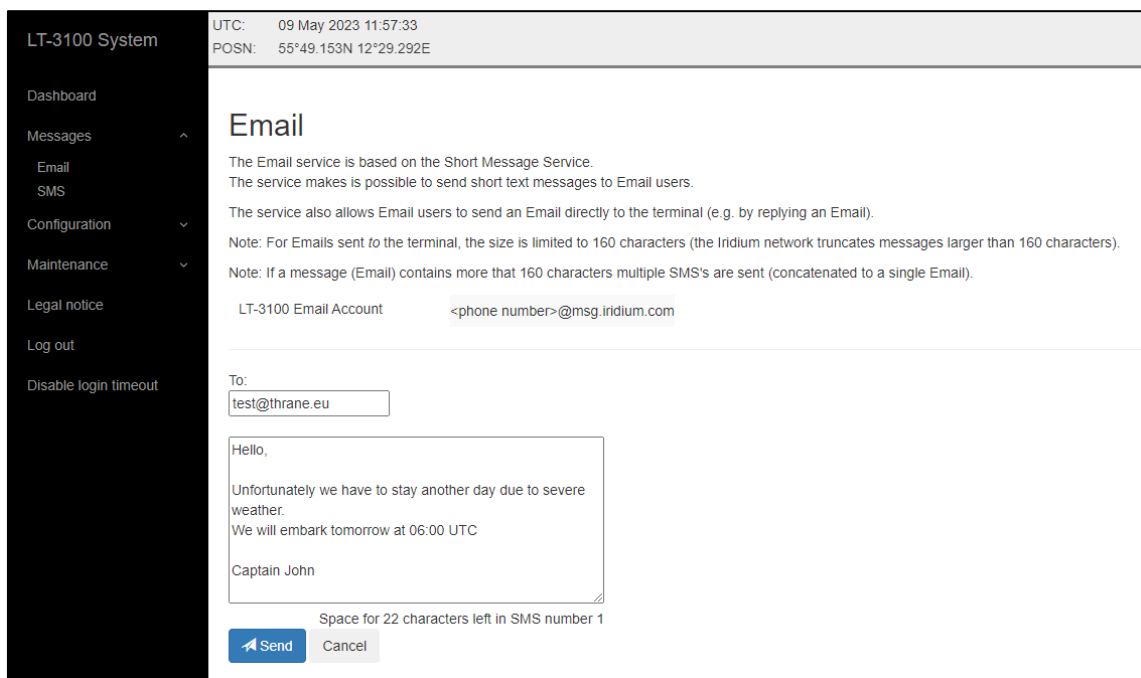 LT-3100 System
UTC: 09 May 2023 11:57:33
POSN: 55°49.153N 12°29.292E
Dashboard
Messages
Email
SMS
Configuration
Maintenance
Legal notice
Log out
Disable login timeout
Email
The Email service is based on the Short Message Service.
The service makes is possible to send short text messages to Email users.
The service also allows Email users to send an Email directly to the terminal (e.g. by replying an Email).
Note: For Emails sent to the terminal, the size is limited to 160 characters (the Iridium network truncates messages larger than 160 characters).
Note: If a message (Email) contains more that 160 characters multiple SMS's are sent (concatenated to a single Email).
LT-3100 Email Account <phone number>@msg.iridium.com
To:
test@thrane.eu
Hello,
Unfortunately we have to stay another day due to severe
weather.
We will embark tomorrow at 06:00 UTC
Captain John
Space for 22 characters left in SMS number 1
Send Cancel